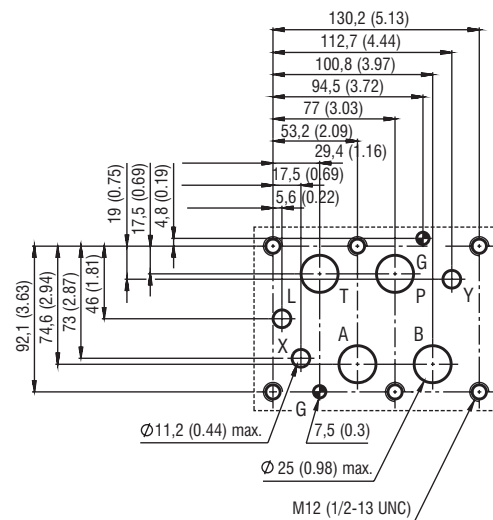 130,2 (5.13)
112,7 (4.44)
100,8 (3.97)
94,5 (3.72)
77 (3.03)
53,2 (2.09)
29,4 (1.16)
17,5 (0.69)
5,6 (0.22)
19 (0.75)
17,5 (0.69)
4,8 (0.19)
92,1 (3.63)
74,6 (2.94)
73 (2.87)
46 (1.81)
G
L T P Y
X A B
G
Ø 11,2 (0.44) max.
7,5 (0.3)
Ø 25 (0.98) max.
M12 (1/2-13 UNC)